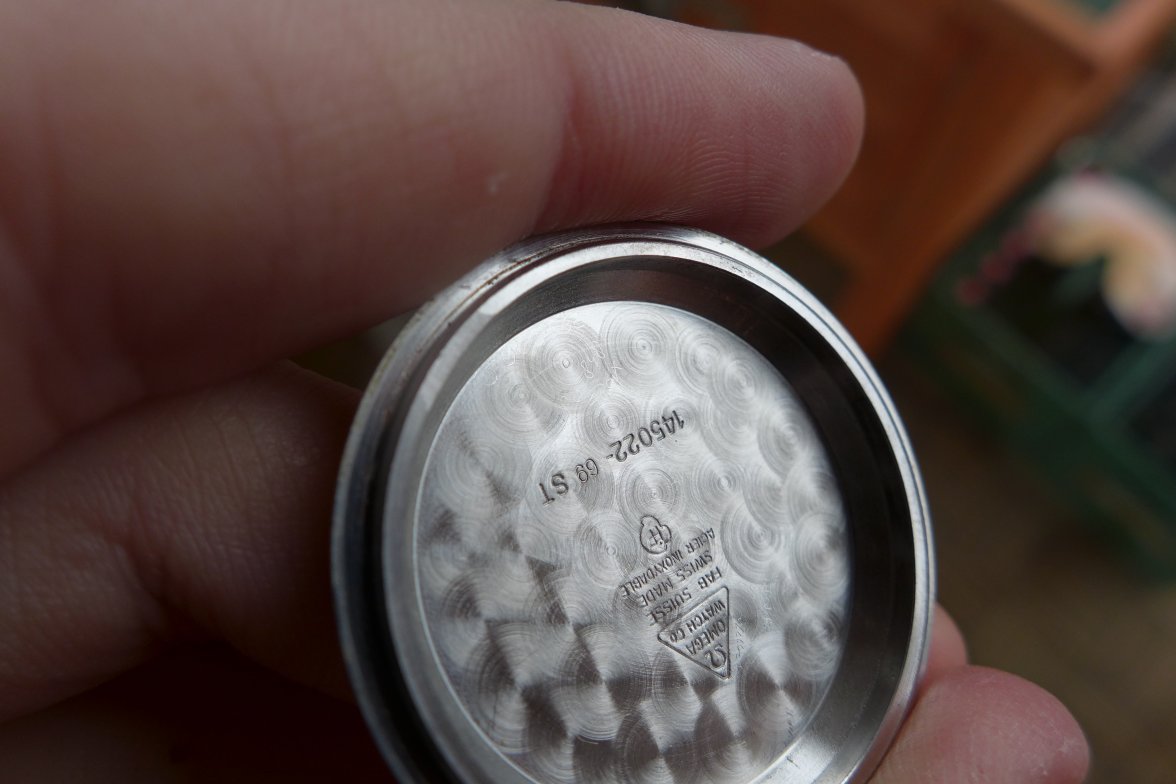 Ω
OMEGA
WATCH CO
FAB. SUISSE
SWISS MADE
ACIER INOXYDABLE
145022- 69 ST